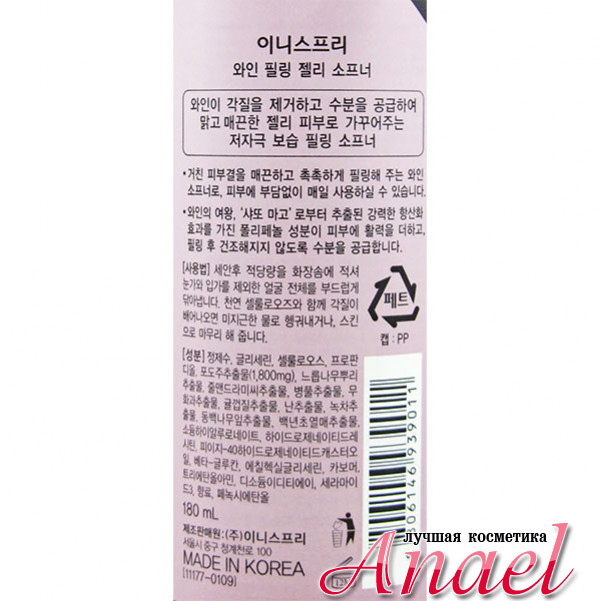 이니스프리
와인 필링 젤리 소프너
와인이 각질을 제거하고 수분을 공급하여
맑고 매끈한 젤리 피부로 가꾸어주는
저자극 보습 필링 소프너
•거친 피부결을 매끈하고 촉촉하게 필링해 주는 와인
소프너로, 피부에 부담없이 매일 사용하실 수 있습니다.
•와인의 여왕, ‘샤또 마고’로부터 추출된 강력한 항산화
효과를 가진 폴리페놀 성분이 피부에 활력을 더하고,
필링 후 건조해지지 않도록 수분을 공급합니다.
[사용법] 세안후 적당량을 화장솜에 적셔
눈가와 입가를 제외한 얼굴 전체를 부드럽게
닦아냅니다. 천연 셀룰로오즈와 함께 각질이
배어나오면 미지근한 물로 헹궈내거나, 스킨
으로 마무리 해 줍니다.
페트
캡 : PP
[성분] 정제수, 글리세린, 셀룰로오스, 프로판
디올, 포도주추출물(1,800mg), 느릅나무뿌리
추출물, 줄맨드라미씨추출물, 병풀추출물, 무
화과추출물, 귤껍질추출물, 난추출물, 녹차추
출물, 동백나무잎추출물, 백년초열매추출물,
소듐하이알루로네이트, 하이드로제네이티드레
시틴, 피이지-40하이드로제네이티드캐스터오
일, 베타-글루칸, 에칠헥실글리세린, 카보머,
트리에탄올아민, 디소듐이디티에이, 세라마이
드3, 향료, 페녹시에탄올
180 mL
제조판매원 : (주)이니스프리
서울시 중구 청계천로 100
MADE IN KOREA
(11177-0109)
806146 939011
12M
лучшая косметика
Anael